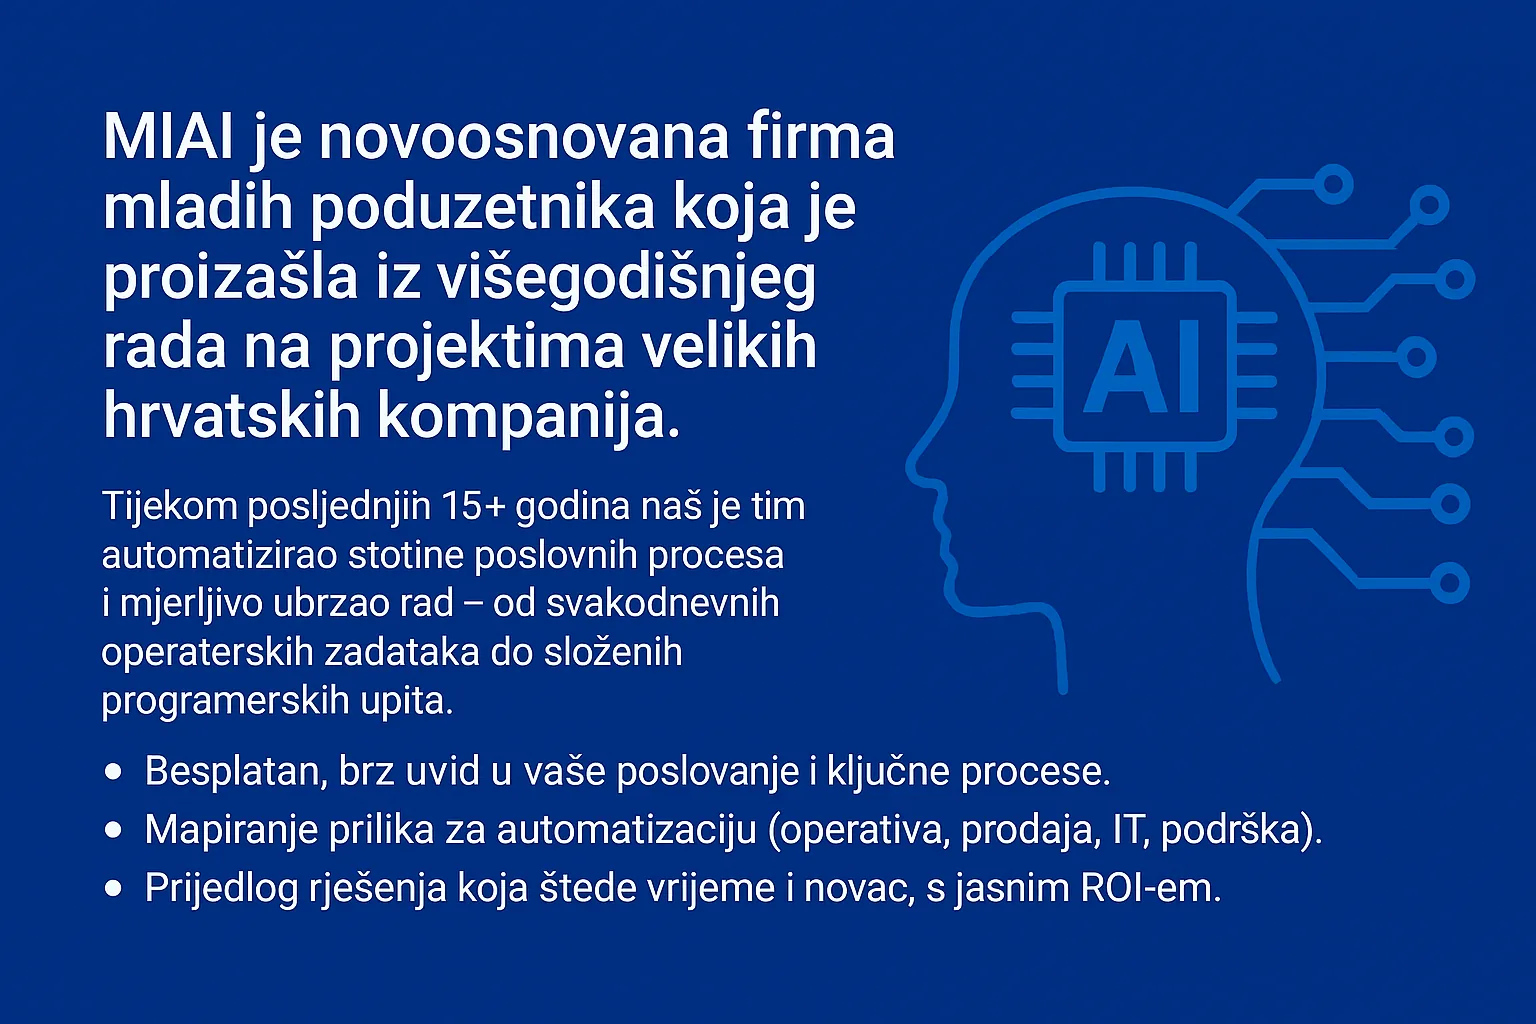 MIAI je novoosnovana firma
mladih poduzetnika koja je
proizašla iz višegodišnjeg
rada na projektima velikih
hrvatskih kompanija.
Tijekom posljednjih 15+ godina naš je tim
automatizirao stotine poslovnih procesa
i mjerljivo ubrzao rad – od svakodnevnih
operaterskih zadataka do složenih
programerskih upita.
• Besplatan, brz uvid u vaše poslovanje i ključne procese.
• Mapiranje prilika za automatizaciju (operativa, prodaja, IT, podrška).
• Prijedlog rješenja koja štede vrijeme i novac, s jasnim ROI-em.
AI